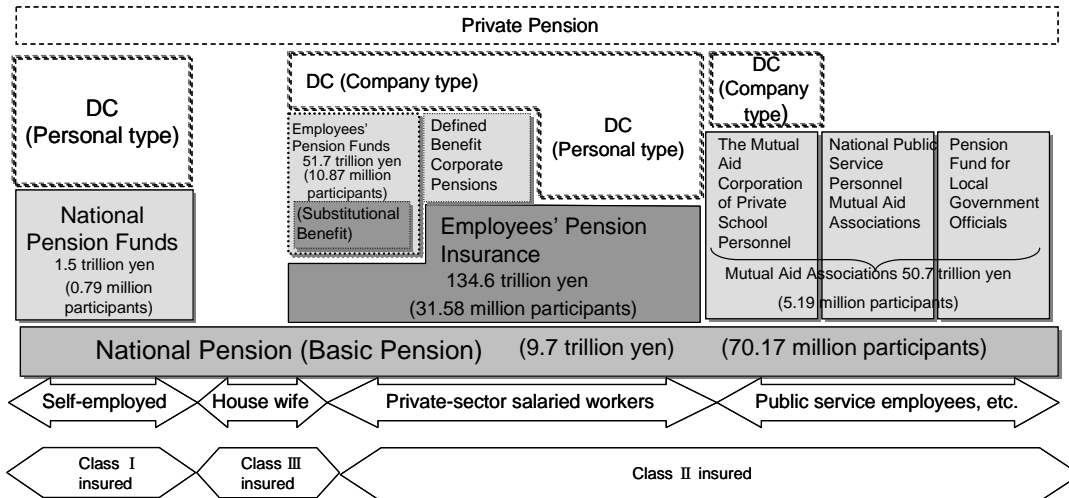 Private Pension
DC
(Personal type)
DC (Company type)
DC
(Personal type)
DC
(Company
type)
Employees'
Pension Funds
51.7 trillion yen
(10.87 million
participants)
(Substitutional
Benefit)
Defined
Benefit
Corporate
Pensions
The Mutual
Aid
Corporation
of Private
School
Personnel
National Public
Service
Personnel
Mutual Aid
Associations
Pension
Fund for
Local
Government
Officials
National
Pension Funds
1.5 trillion yen
(0.79 million
participants)
Employees' Pension
Insurance
134.6 trillion yen
(31.58 million participants)
Mutual Aid Associations 50.7 trillion yen
(5.19 million participants)
National Pension (Basic Pension) (9.7 trillion yen) (70.17 million participants)
Self-employed
House wife
Private-sector salaried workers
Public service employees, etc.
Class Ⅰ
insured
Class Ⅲ
insured
Class Ⅱ insured